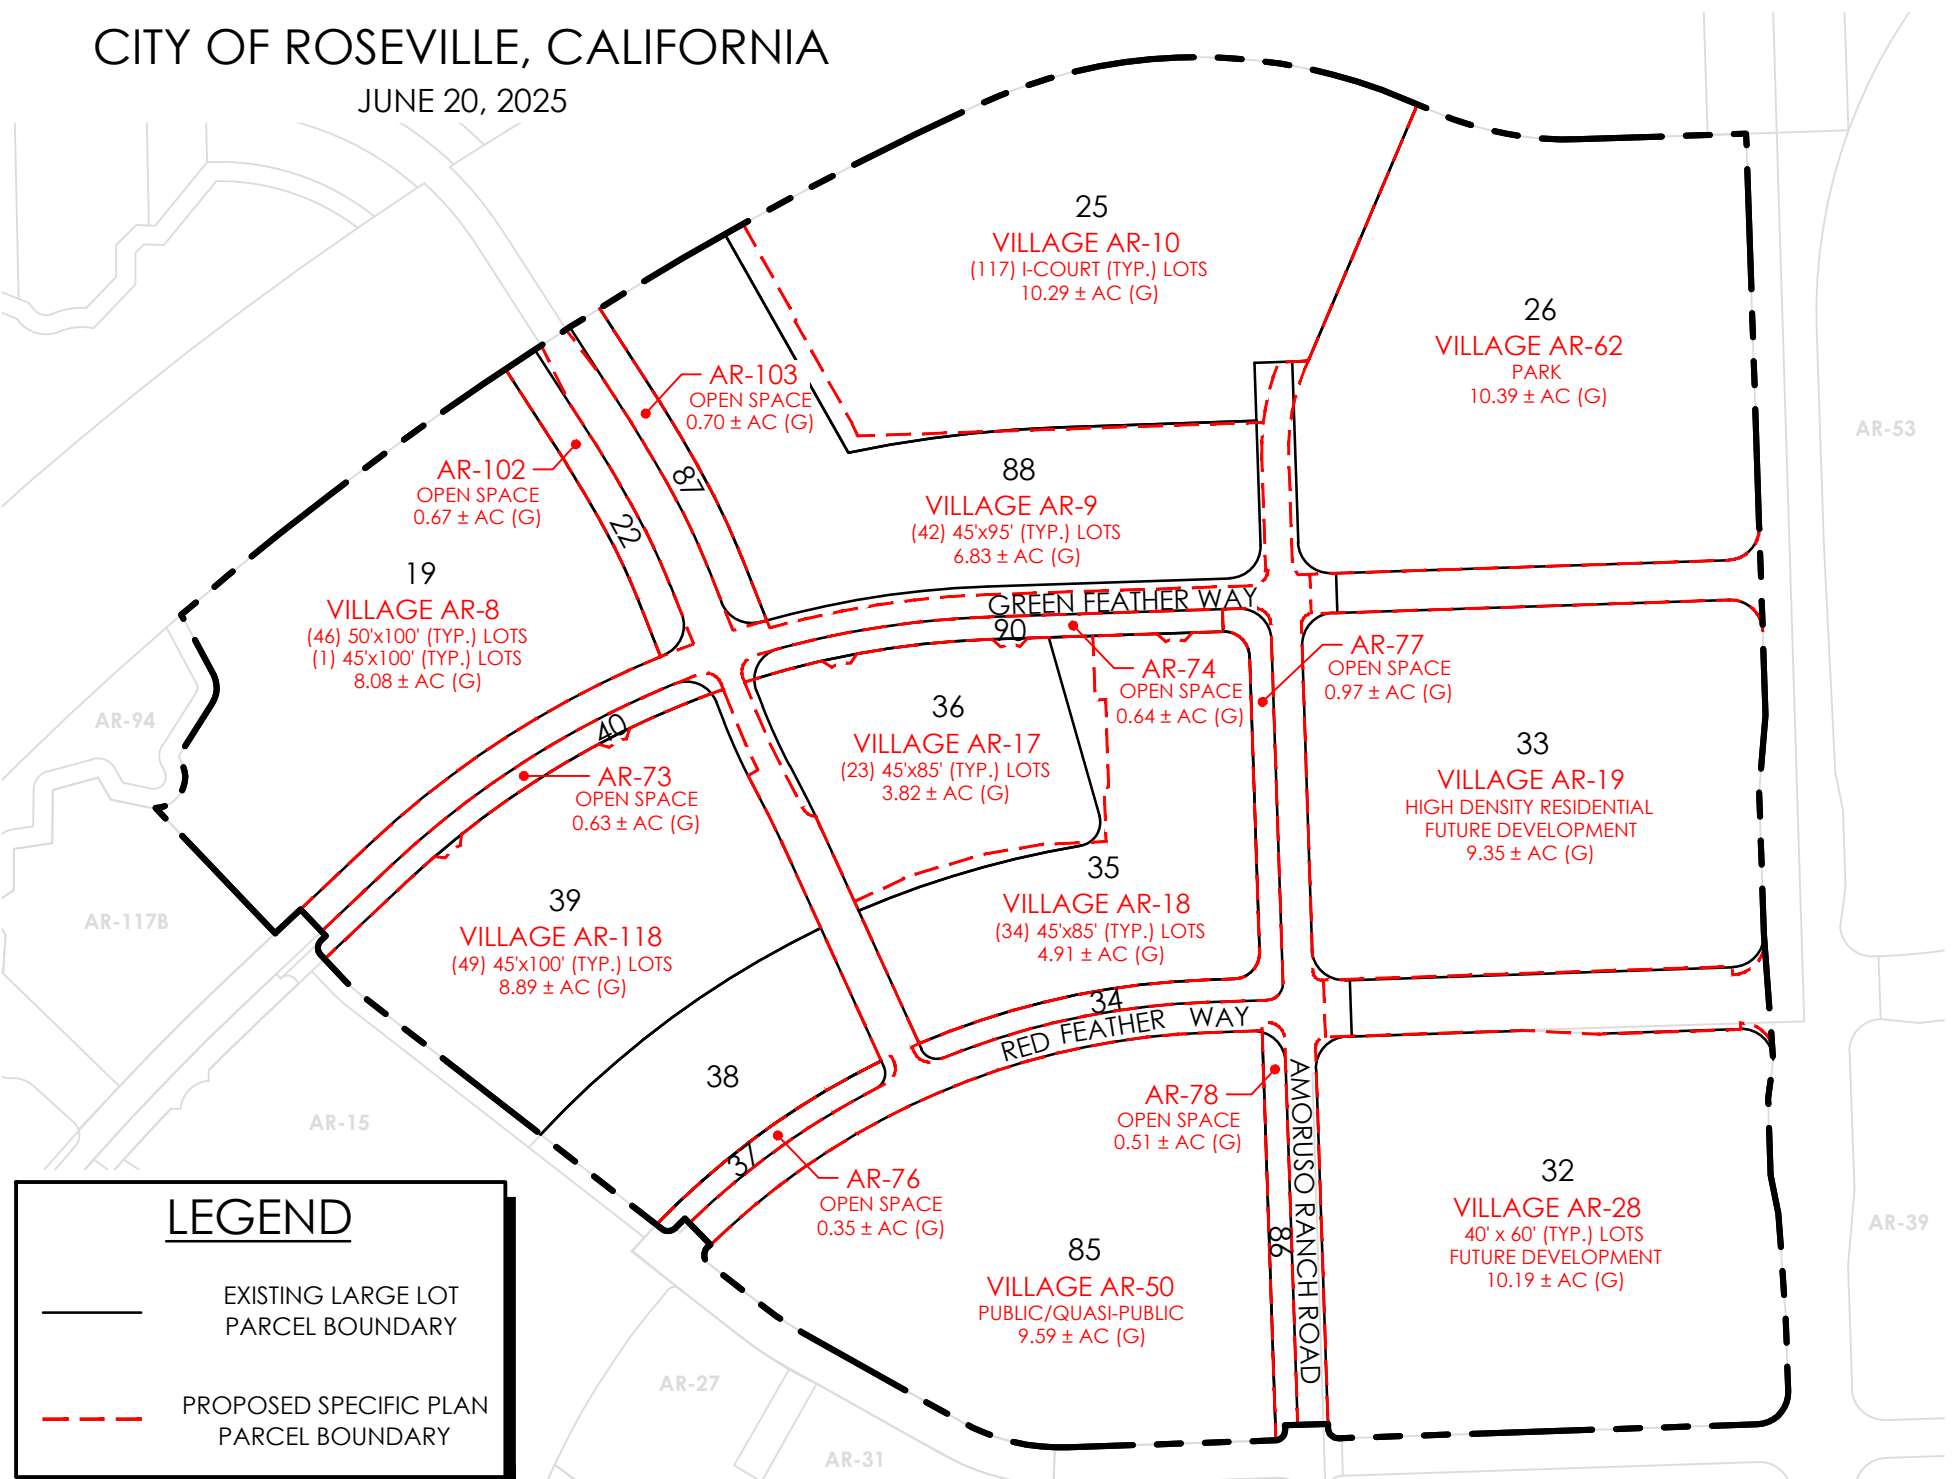 CITY OF ROSEVILLE, CALIFORNIA
JUNE 20, 2025
25
VILLAGE AR-10
(117) I-COURT (TYP.) LOTS
10.29 ± AC (G)
26
VILLAGE AR-62
PARK
10.39 ± AC (G)
AR-53
AR-103
OPEN SPACE
0.70 ± AC (G)
87
AR-102
OPEN SPACE
0.67 ± AC (G)
22
88
VILLAGE AR-9
(42) 45'x95' (TYP.) LOTS
6.83 ± AC (G)
19
VILLAGE AR-8
(46) 50'x100' (TYP.) LOTS
(1) 45'x100' (TYP.) LOTS
8.08 ± AC (G)
GREEN FEATHER WAY
90
AR-74
OPEN SPACE
0.64 ± AC (G)
AR-77
OPEN SPACE
0.97 ± AC (G)
AR-94
40
AR-73
OPEN SPACE
0.63 ± AC (G)
36
VILLAGE AR-17
(23) 45'x85' (TYP.) LOTS
3.82 ± AC (G)
33
VILLAGE AR-19
HIGH DENSITY RESIDENTIAL
FUTURE DEVELOPMENT
9.35 ± AC (G)
AR-117B
39
VILLAGE AR-118
(49) 45'x100' (TYP.) LOTS
8.89 ± AC (G)
35
VILLAGE AR-18
(34) 45'x85' (TYP.) LOTS
4.91 ± AC (G)
34
RED FEATHER WAY
38
37
AR-76
OPEN SPACE
0.35 ± AC (G)
AR-78
OPEN SPACE
0.51 ± AC (G)
86
AMORUSO RANCH ROAD
AR-15
32
VILLAGE AR-28
40' x 60' (TYP.) LOTS
FUTURE DEVELOPMENT
10.19 ± AC (G)
AR-39
85
VILLAGE AR-50
PUBLIC/QUASI-PUBLIC
9.59 ± AC (G)
AR-27
AR-31
LEGEND
EXISTING LARGE LOT
PARCEL BOUNDARY
PROPOSED SPECIFIC PLAN
PARCEL BOUNDARY